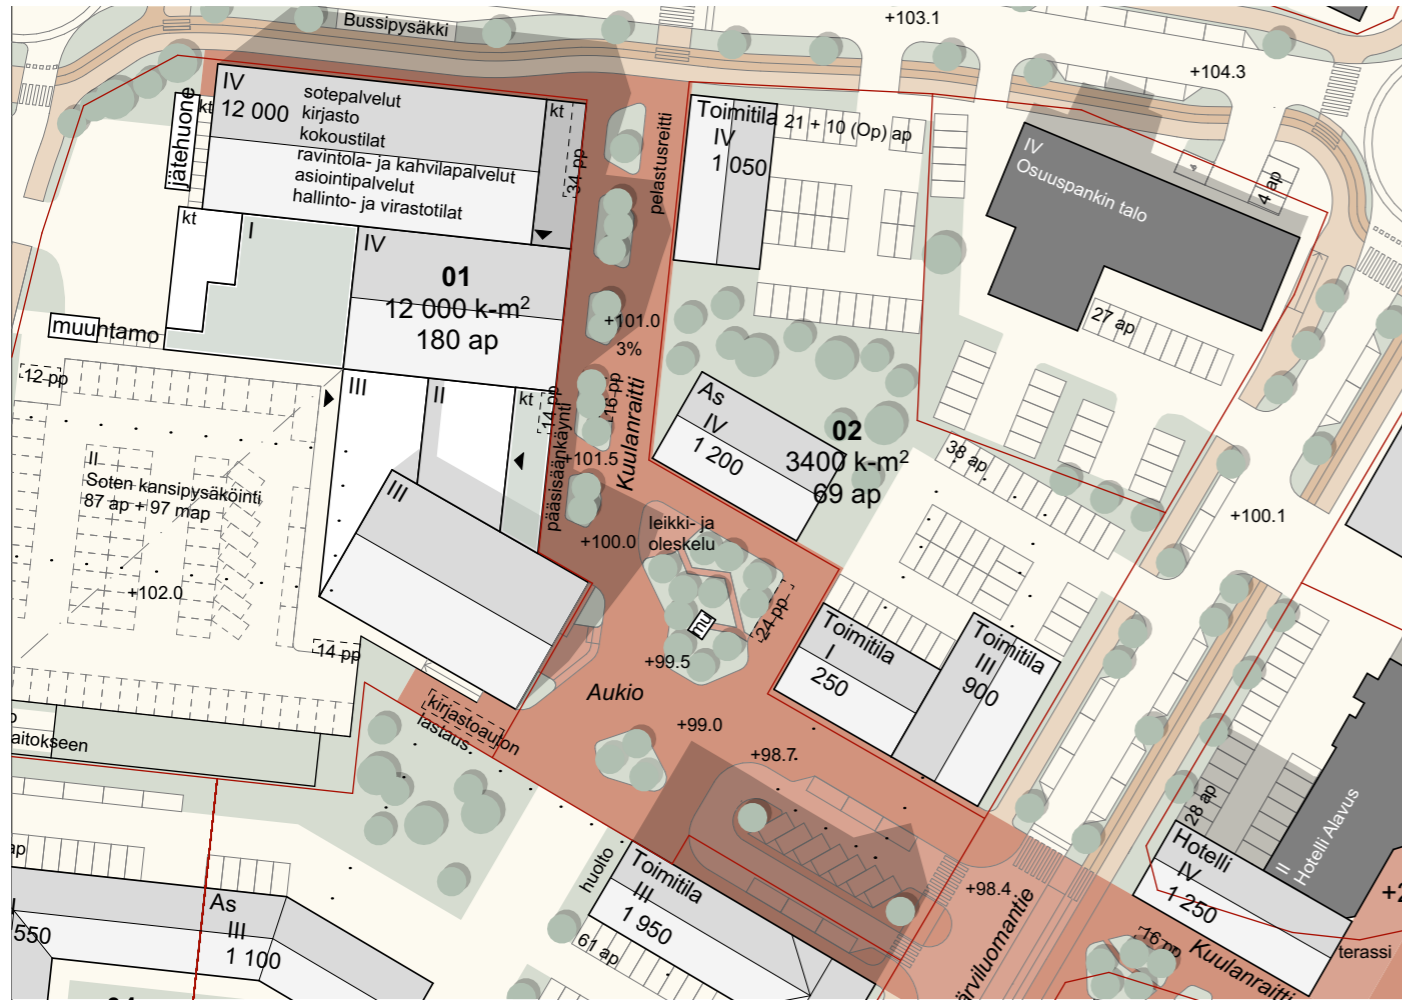 Bussipysäkki
+103.1
+104.3
IV
12 000
sotepalvelut
kirjasto
kokoustilat
ravintola- ja kahvilapalvelut
asiointipalvelut
hallinto- ja virastotilat
kt
kt
jätehuone
34 pp
pelastusreitti
Toimitila
IV
1 050
21 + 10 (Op) ap
IV
Osuuspankin talo
4 ap
kt
I
IV
01
12 000 k-m²
180 ap
muuntamo
+101.0
3%
27 ap
12 pp
III
II
kt
14 pp
pääsisäänkäynti
16 pp
Kuulanraitti
As
IV
1 200
02
3400 k-m²
69 ap
38 ap
II
Soten kansipysäköinti
87 ap + 97 map
+101.5
III
leikki- ja
oleskelu
+100.0
+100.1
+102.0
mu
24 pp
14 pp
+99.5
Toimitila
I
250
Toimitila
III
900
Aukio
kirjastoauton
lastaus
+99.0
+98.7
aitokseen
28 ap
Hotelli
IV
1 250
II
Hotelli Alavus
huolto
Toimitila
III
1 950
61 ap
+98.4
ärviluomantie
16 pp
Kuulanraitti
terassi
+2
ap
550
As
III
1 100